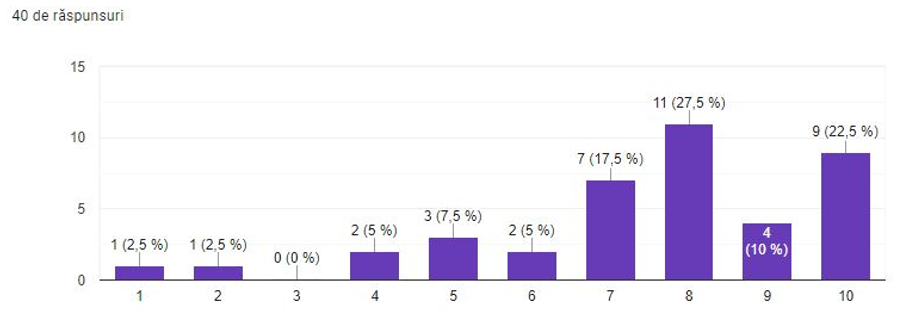 40 de răspunsuri
15
10
5
0
1 (2,5 %)
1 (2,5 %)
0 (0 %)
2 (5 %)
3 (7,5 %)
2 (5 %)
7 (17,5 %)
11 (27,5 %)
4
(10 %)
9 (22,5 %)
1 2 3 4 5 6 7 8 9 10